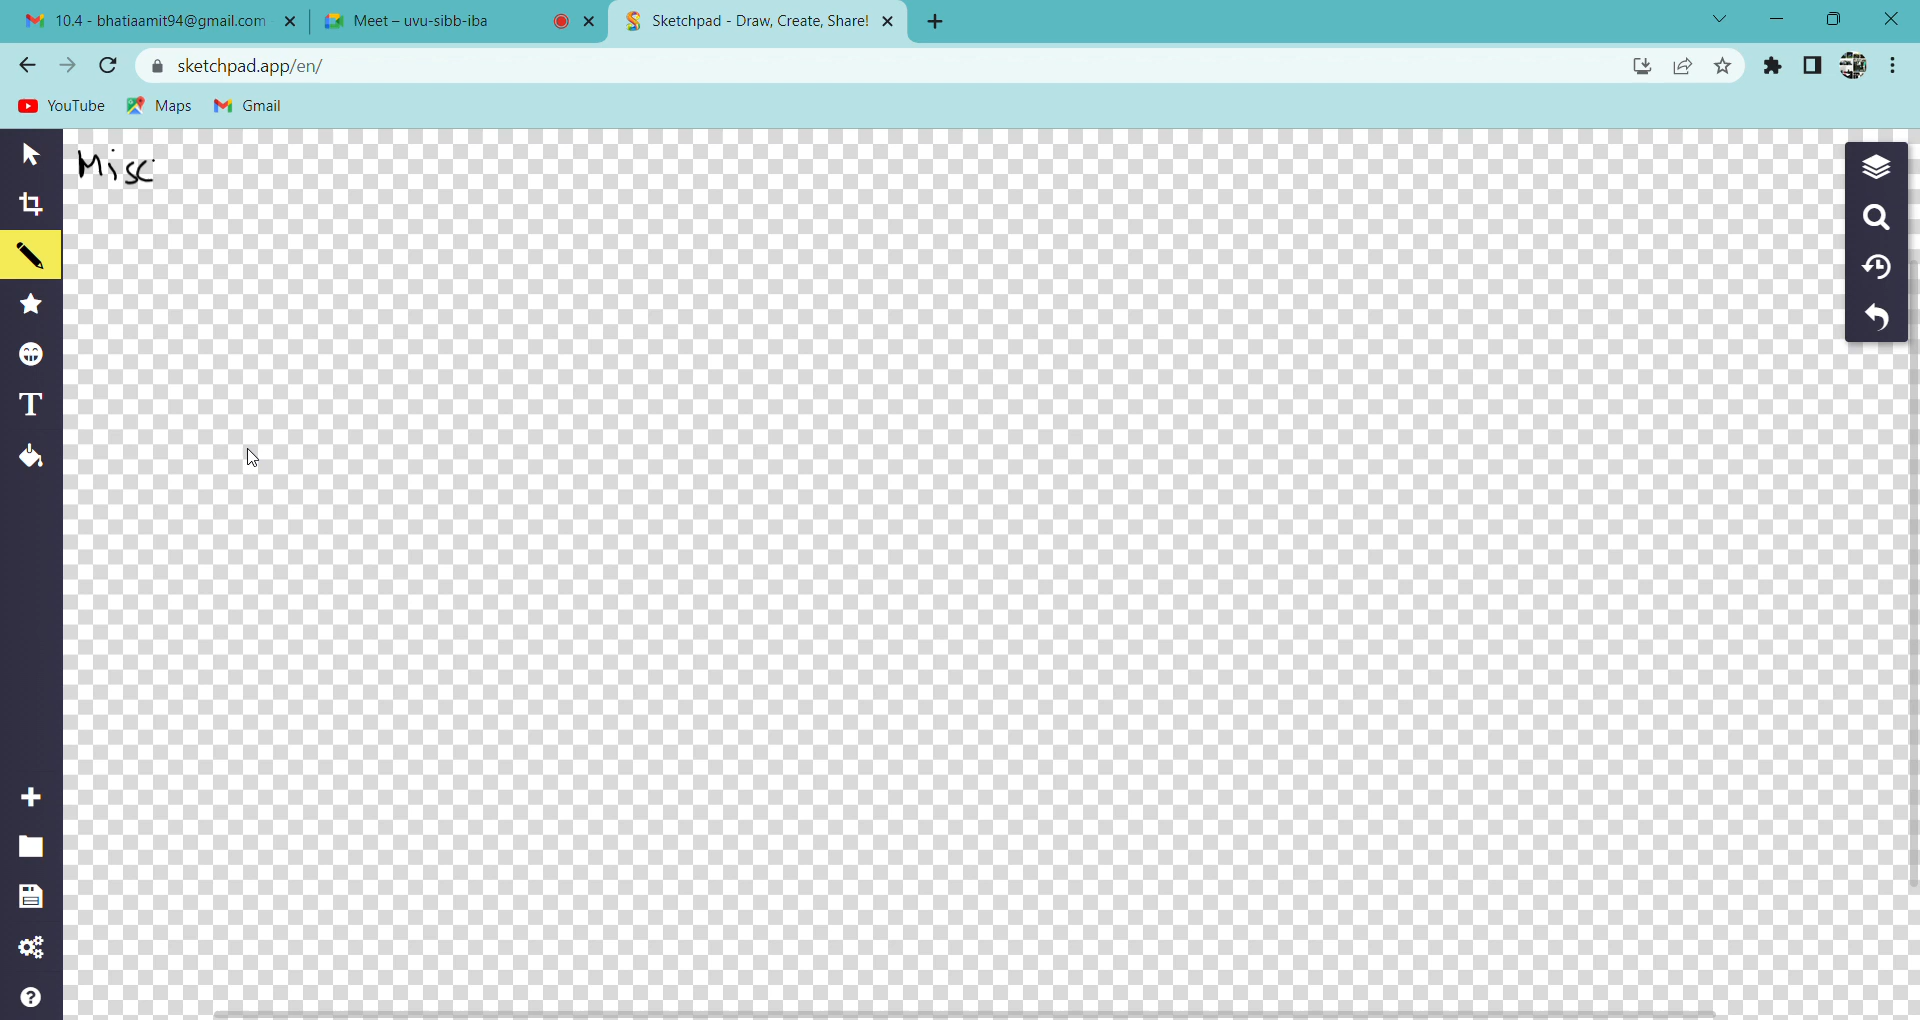 10.4 - bhatiaamit94@gmail.com
Meet – uvu-sibb-iba
Sketchpad - Draw, Create, Share!
sketchpad.app/en/
YouTube
Maps
Gmail
Misc
T